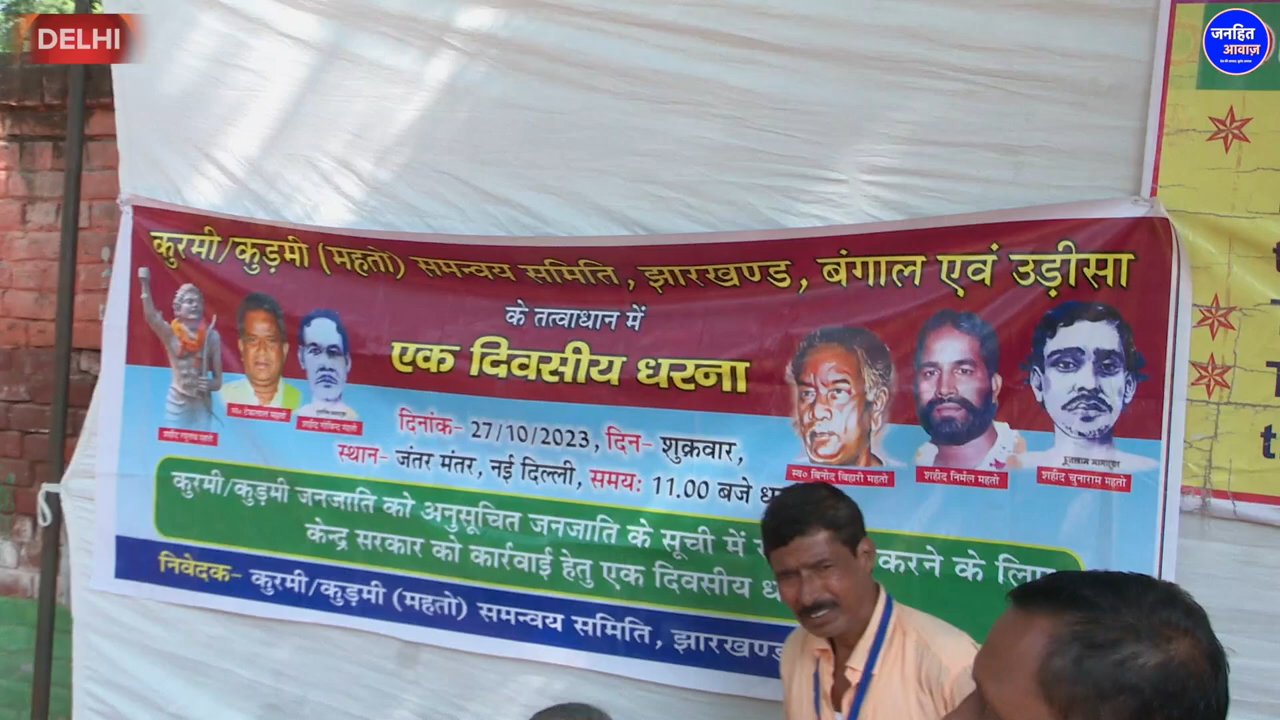 DELHI
जनहित
आवाज़
कुरमी/कुड़मी (महतो) समन्वय समिति, झारखण्ड, बंगाल एवं उड़ीसा
के तत्वाधान में
एक दिवसीय धरना
दिनांक- 27/10/2023, दिन- शुक्रवार,
स्थान- जंतर मंतर, नई दिल्ली, समय: 11.00 बजे
स्व० बिनोद बिहारी महतो
शहीद निर्मल महतो
शहीद चुनाराम महतो
कुरमी/कुड़मी जनजाति को अनुसूचित जनजाति के सूची में करने के लिए
केन्द्र सरकार को कार्रवाई हेतु एक दिवसीय
निवेदक- कुरमी/कुड़मी (महतो) समन्वय समिति, झारखण्ड